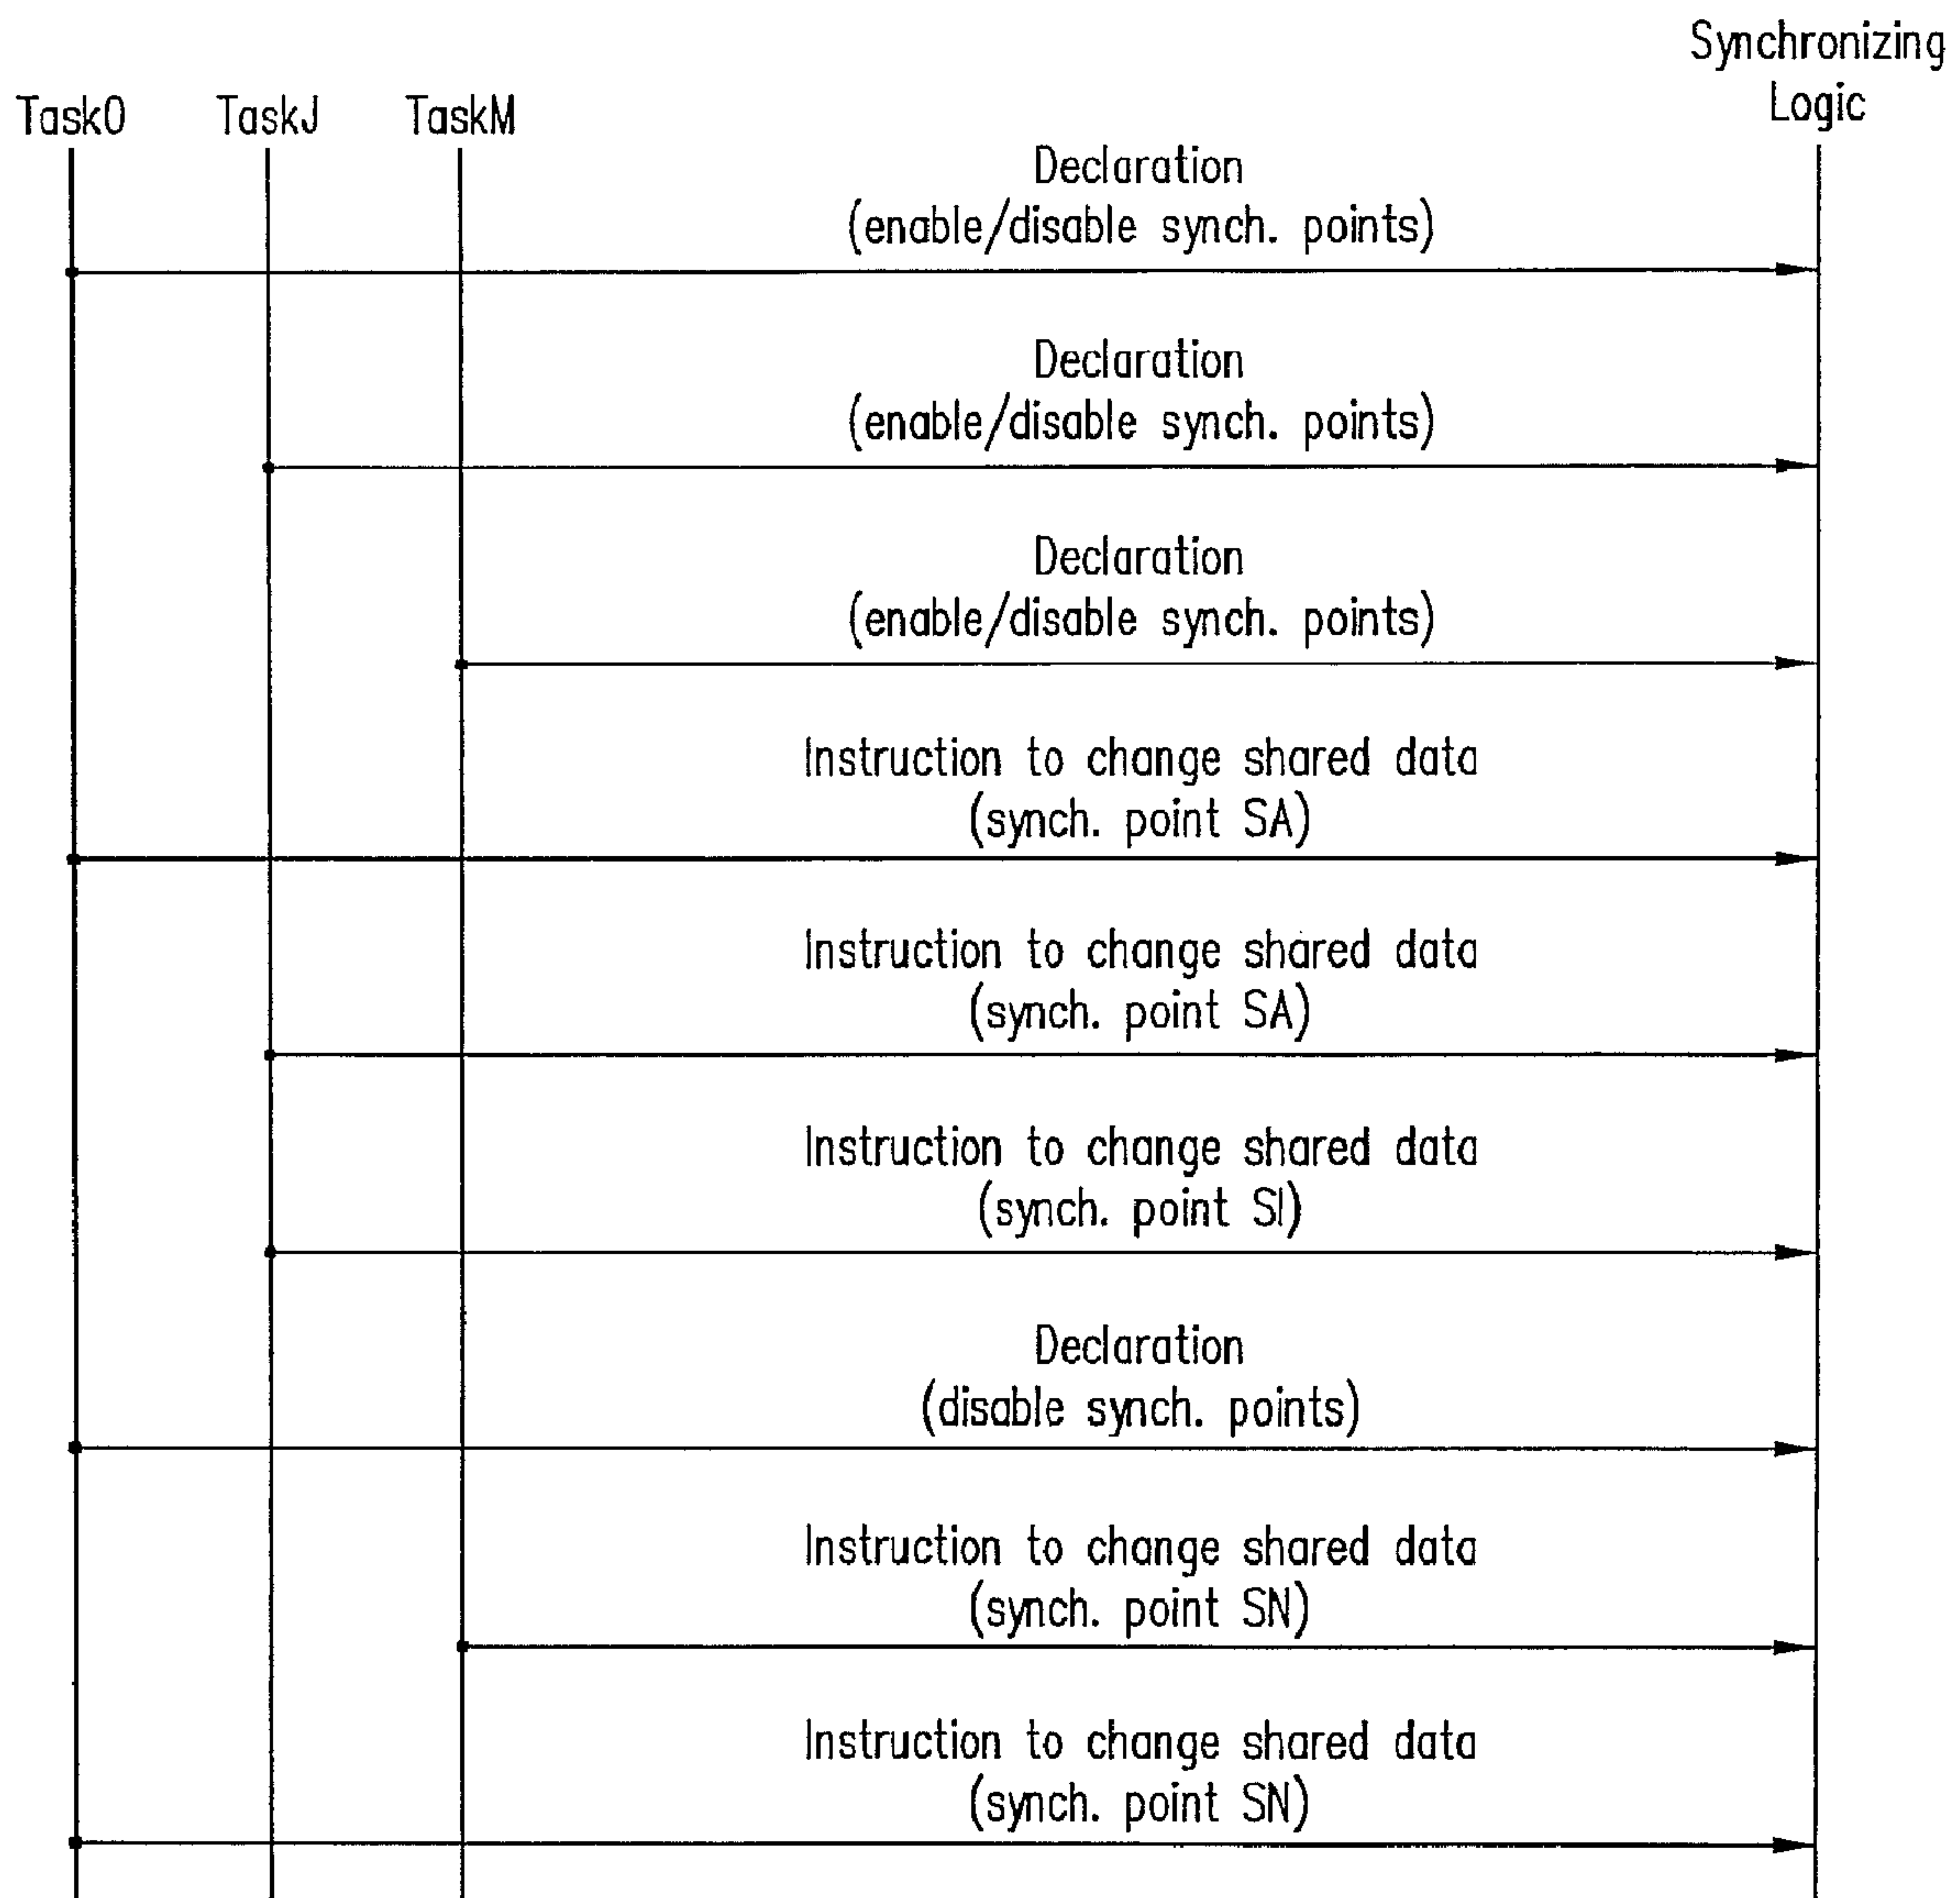 Synchronizing
Logic
Task0 TaskJ TaskM
Declaration
(enable/disable synch. points)
Declaration
(enable/disable synch. points)
Declaration
(enable/disable synch. points)
Instruction to change shared data
(synch. point SA)
Instruction to change shared data
(synch. point SA)
Instruction to change shared data
(synch. point SI)
Declaration
(disable synch. points)
Instruction to change shared data
(synch. point SN)
Instruction to change shared data
(synch. point SN)